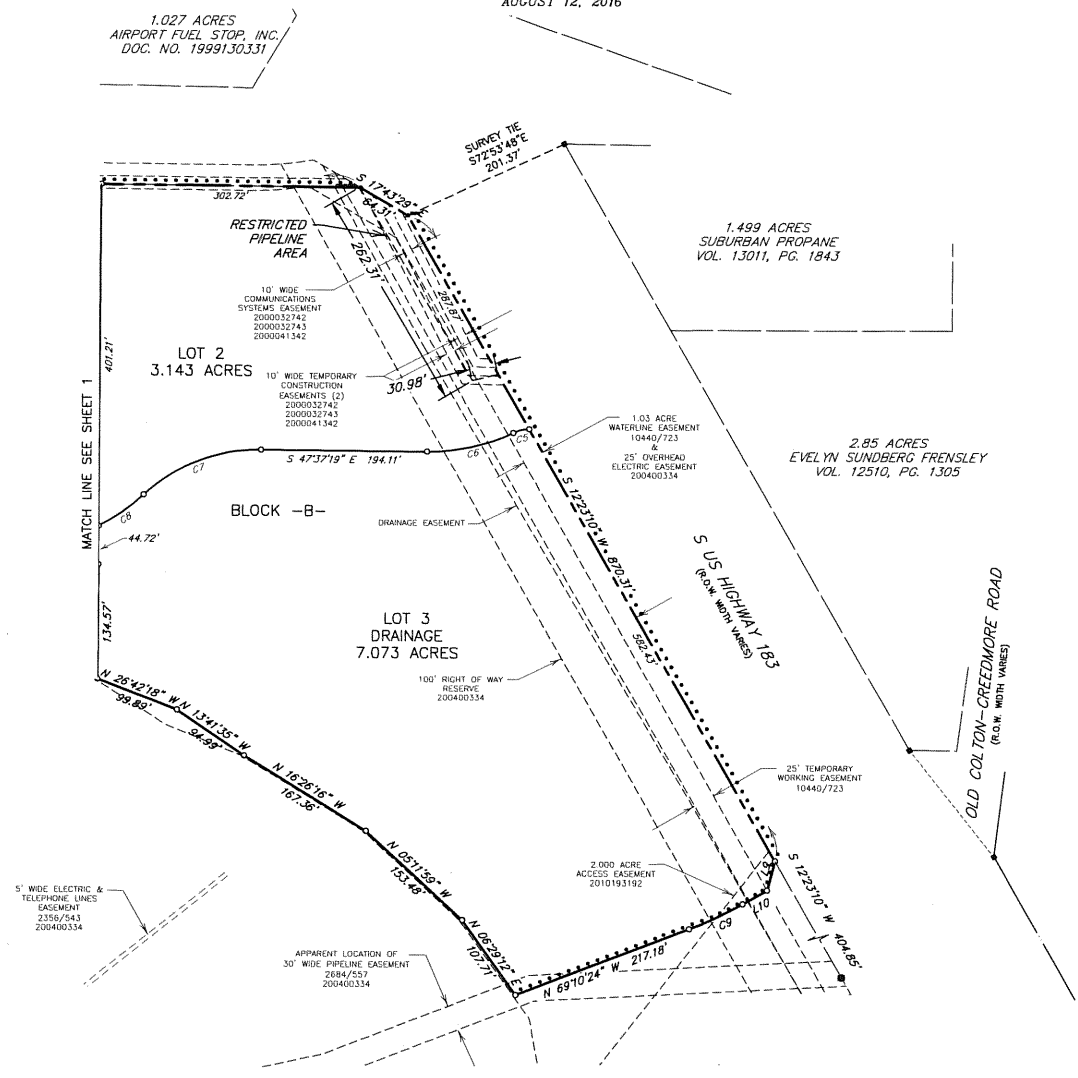 AUGUST 12, 2016
1.027 ACRES
AIRPORT FUEL STOP, INC.
DOC. NO. 1999130331
SURVEY TIE
S72°53'48"E
201.37'
S 17°43'29" E
64.31'
302.72'
RESTRICTED
PIPELINE
AREA
262.31'
1.499 ACRES
SUBURBAN PROPANE
VOL. 13011, PG. 1843
10' WIDE
COMMUNICATIONS
SYSTEMS EASEMENT
2000032742
2000032743
2000041342
287.87'
401.21'
LOT 2
3.143 ACRES
10' WIDE TEMPORARY
CONSTRUCTION
EASEMENTS (2)
2000032742
2000032743
2000041342
30.98'
MATCH LINE SEE SHEET 1
1.03 ACRE
WATERLINE EASEMENT
10440/723
&
25' OVERHEAD
ELECTRIC EASEMENT
200400334
2.85 ACRES
EVELYN SUNDBERG FRENSLEY
VOL. 12510, PG. 1305
C5
C6
C7
S 47°37'19" E 194.11'
C8
BLOCK -B-
DRAINAGE EASEMENT
44.72'
S 12°23'10" W 870.31'
S US HIGHWAY 183
(R.O.W. WIDTH VARIES)
OLD COLTON-CREEDMORE ROAD
(R.O.W. WIDTH VARIES)
134.57'
LOT 3
DRAINAGE
7.073 ACRES
582.43'
100' RIGHT OF WAY
RESERVE
200400334
N 26°42'18" W
99.89'
N 13°41'35" W
94.99'
N 16°26'16" W
167.36'
25' TEMPORARY
WORKING EASEMENT
10440/723
N 05°11'59" W
153.48'
2.000 ACRE
ACCESS EASEMENT
2010193192
L9
L10
C9
S 12°23'10" W 404.85'
5' WIDE ELECTRIC &
TELEPHONE LINES
EASEMENT
2356/543
200400334
N 06°29'12" E
107.71'
APPARENT LOCATION OF
30' WIDE PIPELINE EASEMENT
2684/557
200400334
N 69°10'24" W 217.18'